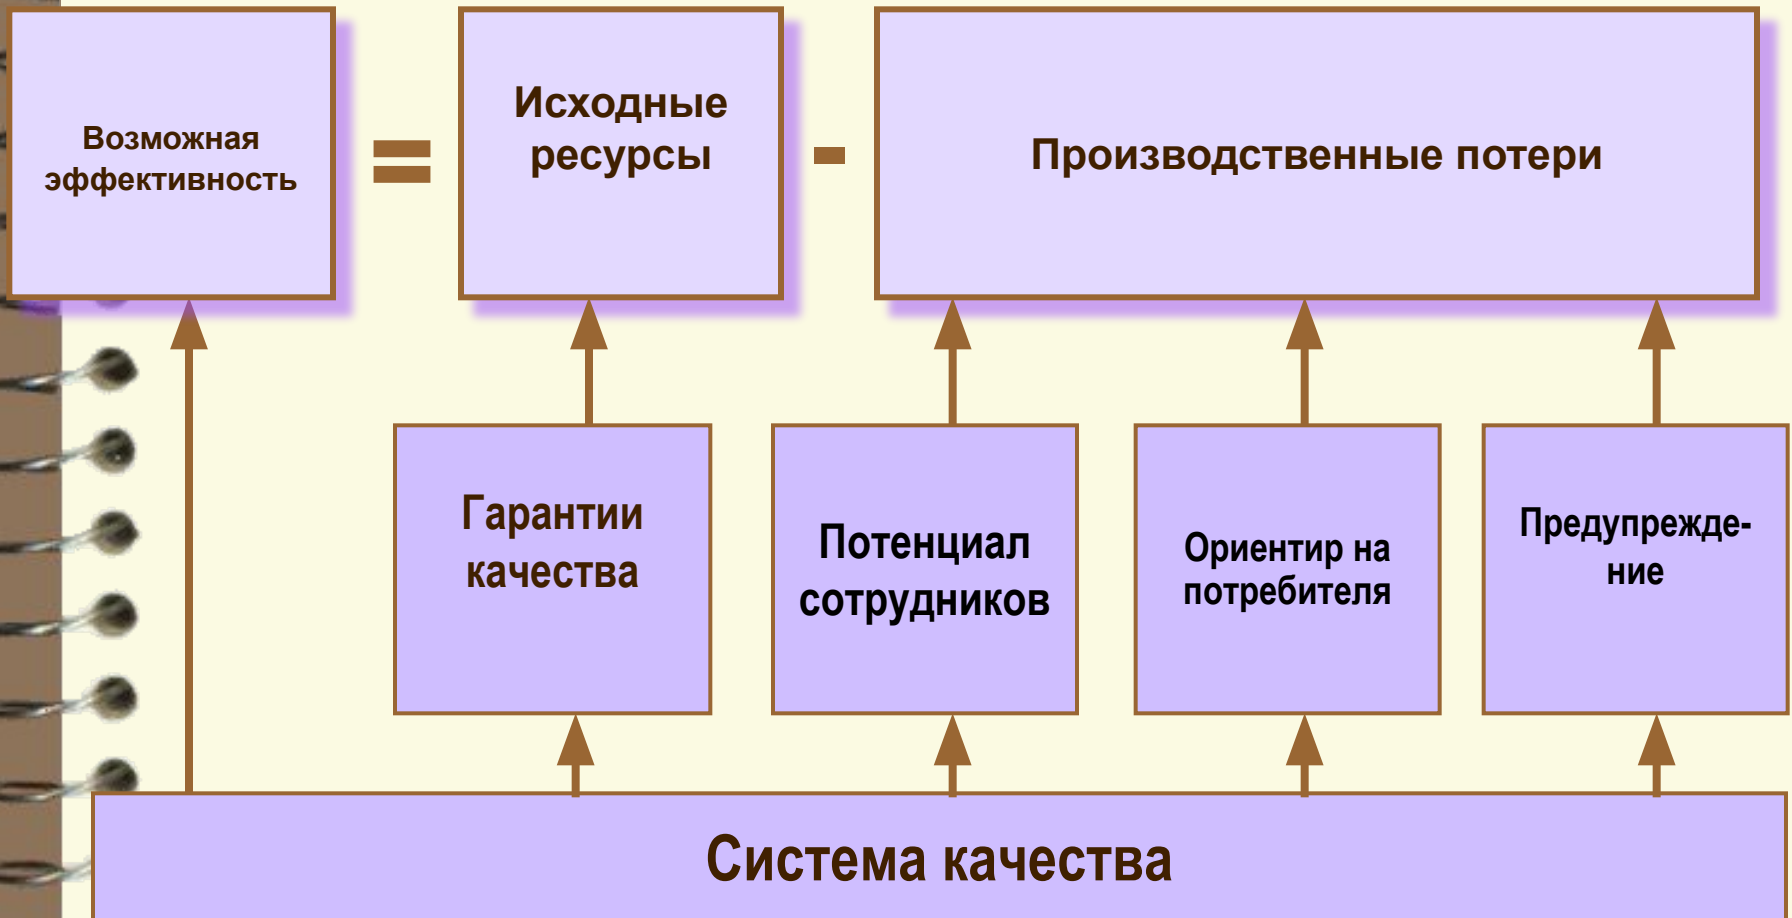 Возможная
эффективность
=
Исходные
ресурсы
-
Производственные потери
Гарантии
качества
Потенциал
сотрудников
Ориентир на
потребителя
Предупрежде-
ние
Система качества